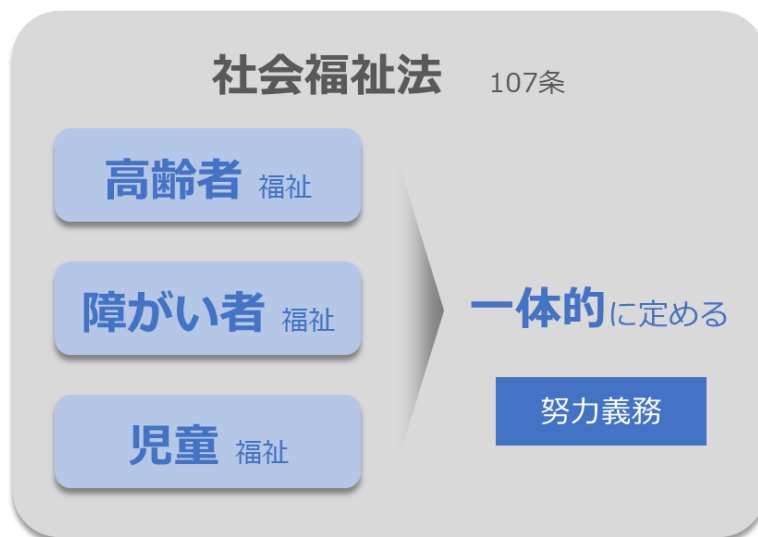 社会福祉法 107条
高齢者 福祉
障がい者 福祉
児童 福祉
一体的に定める
努力義務